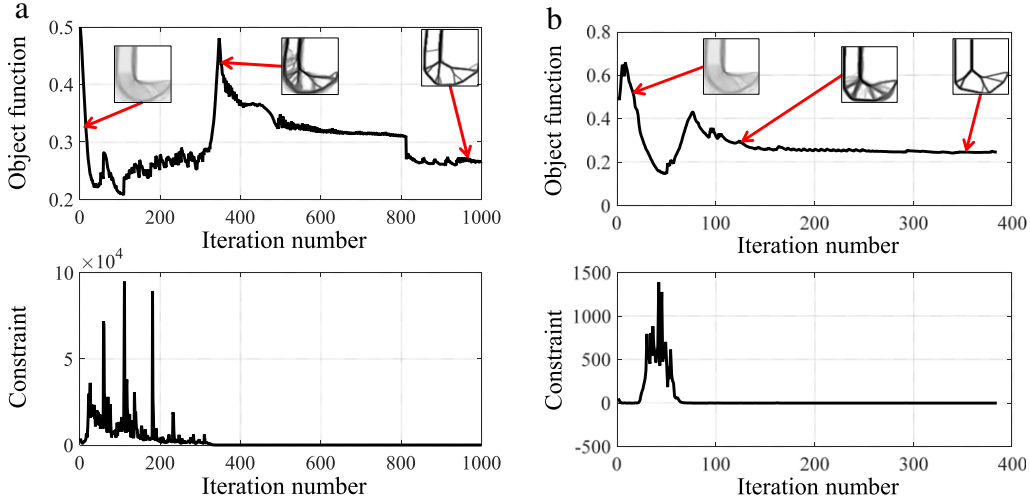 a
Object function
0.5
0.4
0.3
0.2
0 200 400 600 800 1000
Iteration number
×10⁴
Constraint
10
5
0
0 200 400 600 800 1000
Iteration number
b
Object function
0.8
0.6
0.4
0.2
0
0 100 200 300 400
Iteration number
Constraint
1500
1000
500
0
-500
0 100 200 300 400
Iteration number